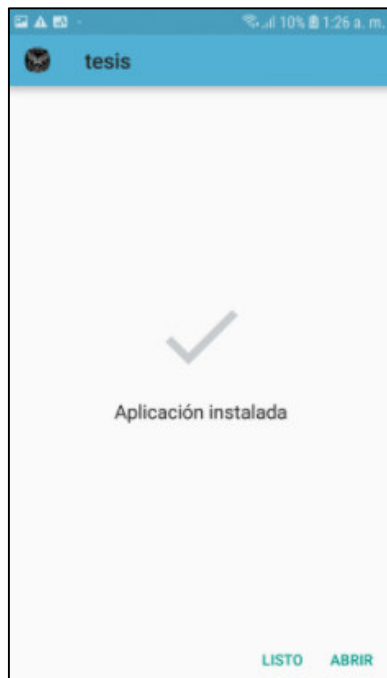 10% 1:26 a. m.
tesis
Aplicación instalada
LISTO ABRIR